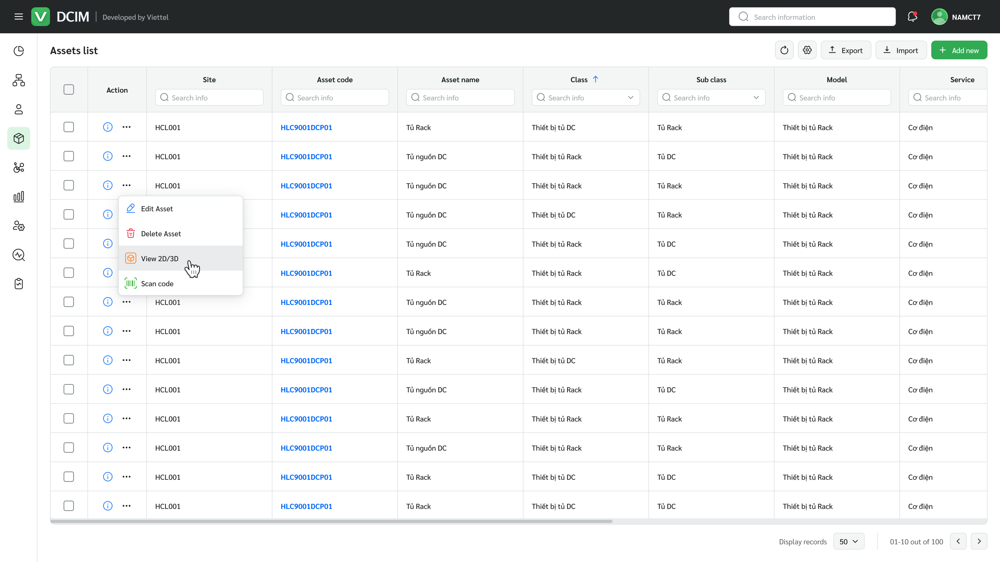 DCIM Developed by Viettel Search information NAMCT7
Assets list Export Import Add new
Action Site Asset code Asset name Class Sub class Model Service
Search info Search info Search info Search info Search info Search info Search info
HCL001 HLC9001DCP01 Tủ Rack Thiết bị tủ DC Tủ Rack Thiết bị tủ Rack Cơ điện
HCL001 HLC9001DCP01 Tủ nguồn DC Thiết bị tủ Rack Tủ DC Thiết bị tủ Rack Cơ điện
HCL001 HLC9001DCP01 Tủ nguồn DC Thiết bị tủ Rack Tủ Rack Thiết bị tủ Rack Cơ điện
Edit Asset
HLC9001DCP01 Tủ nguồn DC Thiết bị tủ DC Tủ Rack Thiết bị tủ Rack Cơ điện
Delete Asset
HLC9001DCP01 Tủ nguồn DC Thiết bị tủ Rack Tủ DC Thiết bị tủ Rack Cơ điện
View 2D/3D
HLC9001DCP01 Tủ Rack Thiết bị tủ Rack Tủ DC Thiết bị tủ Rack Cơ điện
Scan code
HCL001 HLC9001DCP01 Tủ nguồn DC Thiết bị tủ Rack Tủ Rack Thiết bị tủ Rack Cơ điện
HCL001 HLC9001DCP01 Tủ nguồn DC Thiết bị tủ Rack Tủ Rack Thiết bị tủ Rack Cơ điện
HCL001 HLC9001DCP01 Tủ Rack Thiết bị tủ DC Tủ Rack Thiết bị tủ Rack Cơ điện
HCL001 HLC9001DCP01 Tủ nguồn DC Thiết bị tủ Rack Tủ DC Thiết bị tủ Rack Cơ điện
HCL001 HLC9001DCP01 Tủ Rack Thiết bị tủ Rack Tủ Rack Thiết bị tủ Rack Cơ điện
HCL001 HLC9001DCP01 Tủ nguồn DC Thiết bị tủ Rack Tủ Rack Thiết bị tủ Rack Cơ điện
HCL001 HLC9001DCP01 Tủ Rack Thiết bị tủ DC Tủ DC Thiết bị tủ Rack Cơ điện
HCL001 HLC9001DCP01 Tủ Rack Thiết bị tủ DC Tủ DC Thiết bị tủ Rack Cơ điện
Display records 50 01-10 out of 100